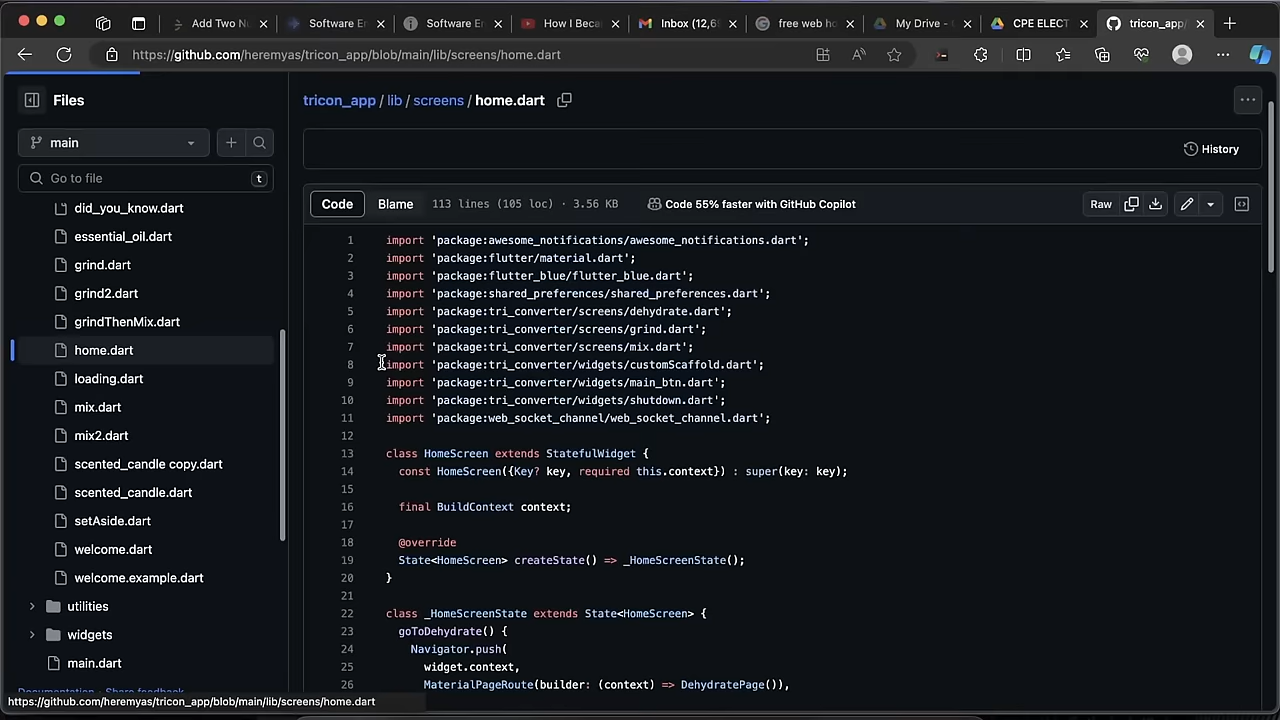 Add Two Nu
Software En
Software En
How I Beca
Inbox (12,6
free web ho
My Drive -
CPE ELECT
tricon_app/
https://github.com/heremyas/tricon_app/blob/main/lib/screens/home.dart
Files
main
Go to file
t
did_you_know.dart
essential_oil.dart
grind.dart
grind2.dart
grindThenMix.dart
home.dart
loading.dart
mix.dart
mix2.dart
scented_candle copy.dart
scented_candle.dart
setAside.dart
welcome.dart
welcome.example.dart
utilities
widgets
main.dart
Documentation · Share feedback
https://github.com/heremyas/tricon_app/blob/main/lib/screens/home.dart
tricon_app / lib / screens / home.dart
History
Code Blame 113 lines (105 loc) · 3.56 KB Code 55% faster with GitHub Copilot Raw
1 import 'package:awesome_notifications/awesome_notifications.dart';
2 import 'package:flutter/material.dart';
3 import 'package:flutter_blue/flutter_blue.dart';
4 import 'package:shared_preferences/shared_preferences.dart';
5 import 'package:tri_converter/screens/dehydrate.dart';
6 import 'package:tri_converter/screens/grind.dart';
7 import 'package:tri_converter/screens/mix.dart';
8 import 'package:tri_converter/widgets/customScaffold.dart';
9 import 'package:tri_converter/widgets/main_btn.dart';
10 import 'package:tri_converter/widgets/shutdown.dart';
11 import 'package:web_socket_channel/web_socket_channel.dart';
12
13 class HomeScreen extends StatefulWidget {
14 const HomeScreen({Key? key, required this.context}) : super(key: key);
15
16 final BuildContext context;
17
18 @override
19 State<HomeScreen> createState() => _HomeScreenState();
20 }
21
22 class _HomeScreenState extends State<HomeScreen> {
23 goToDehydrate() {
24 Navigator.push(
25 widget.context,
26 MaterialPageRoute(builder: (context) => DehydratePage()),